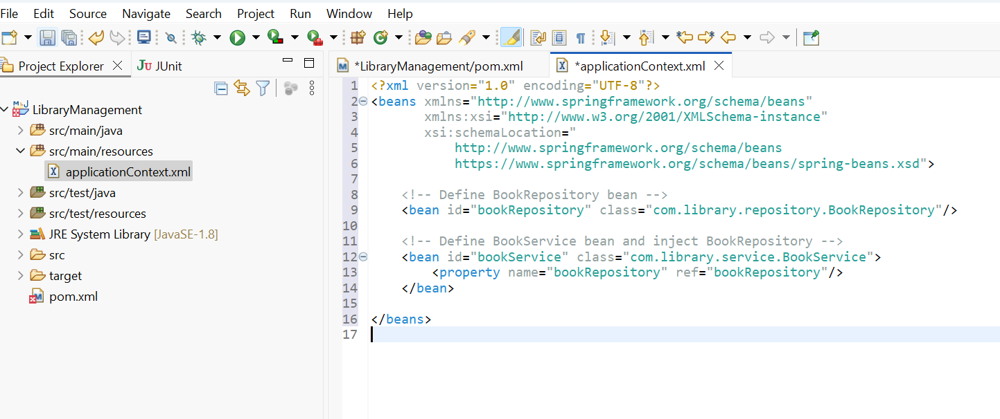 File Edit Source Navigate Search Project Run Window Help
Project Explorer JUnit
LibraryManagement
src/main/java
src/main/resources
applicationContext.xml
src/test/java
src/test/resources
JRE System Library [JavaSE-1.8]
src
target
pom.xml
*LibraryManagement/pom.xml *applicationContext.xml
1 <?xml version="1.0" encoding="UTF-8"?>
2 <beans xmlns="http://www.springframework.org/schema/beans"
3 xmlns:xsi="http://www.w3.org/2001/XMLSchema-instance"
4 xsi:schemaLocation="
5 http://www.springframework.org/schema/beans
6 https://www.springframework.org/schema/beans/spring-beans.xsd">
7
8 <!-- Define BookRepository bean -->
9 <bean id="bookRepository" class="com.library.repository.BookRepository"/>
10
11 <!-- Define BookService bean and inject BookRepository -->
12 <bean id="bookService" class="com.library.service.BookService">
13 <property name="bookRepository" ref="bookRepository"/>
14 </bean>
15
16 </beans>
17